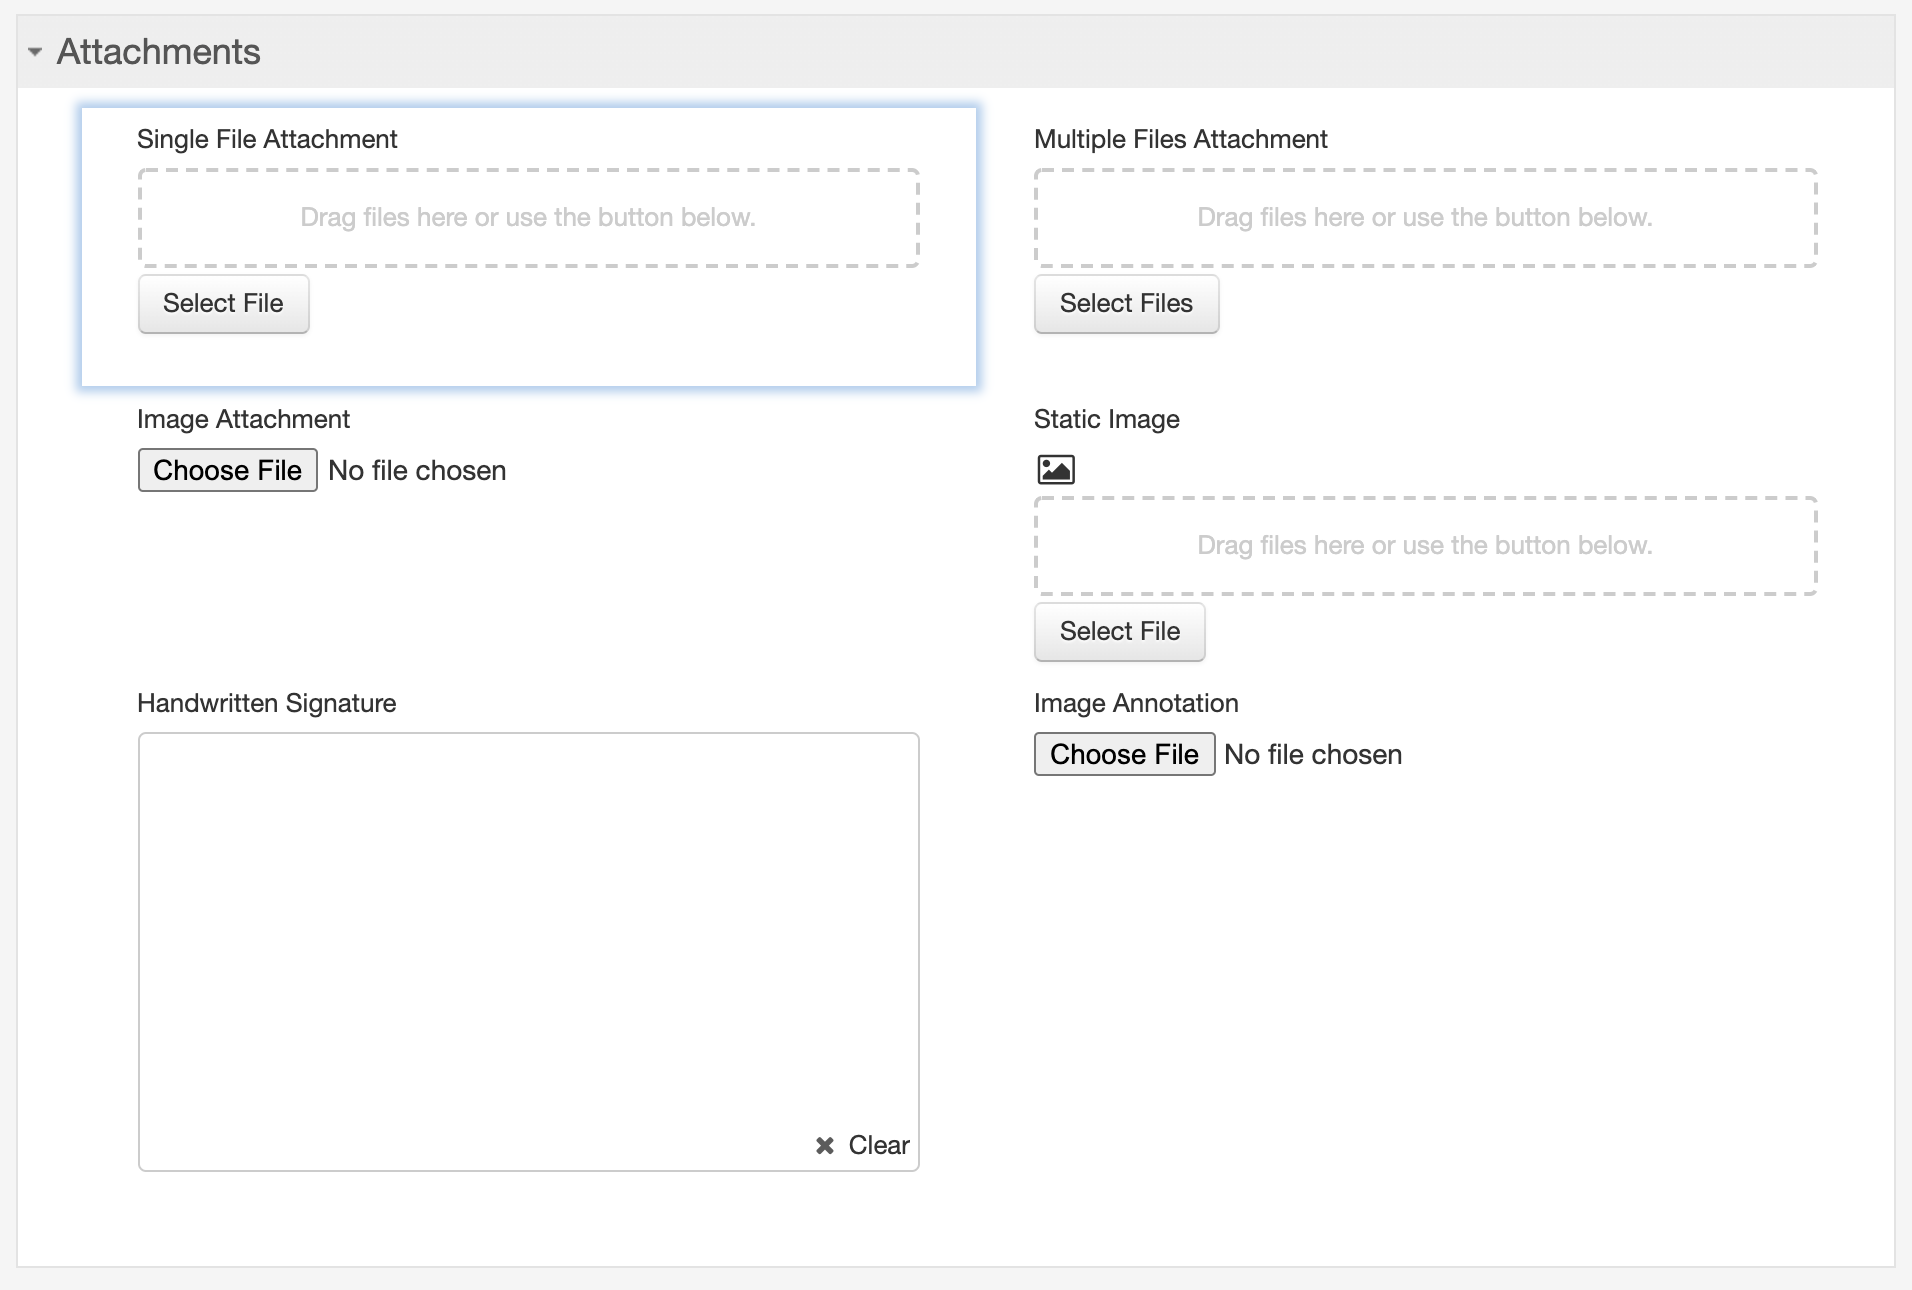 Attachments
Single File Attachment
Drag files here or use the button below.
Select File
Multiple Files Attachment
Drag files here or use the button below.
Select Files
Image Attachment
Choose File No file chosen
Static Image
Drag files here or use the button below.
Select File
Handwritten Signature
Clear
Image Annotation
Choose File No file chosen